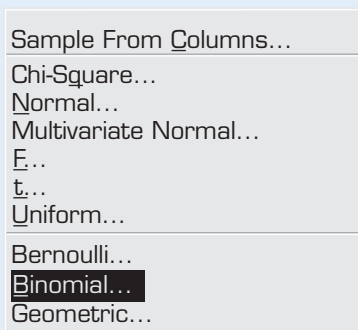 Sample From Columns...
Chi-Square...
Normal...
Multivariate Normal...
F...
t...
Uniform...
Bernoulli...
Binomial...
Geometric...